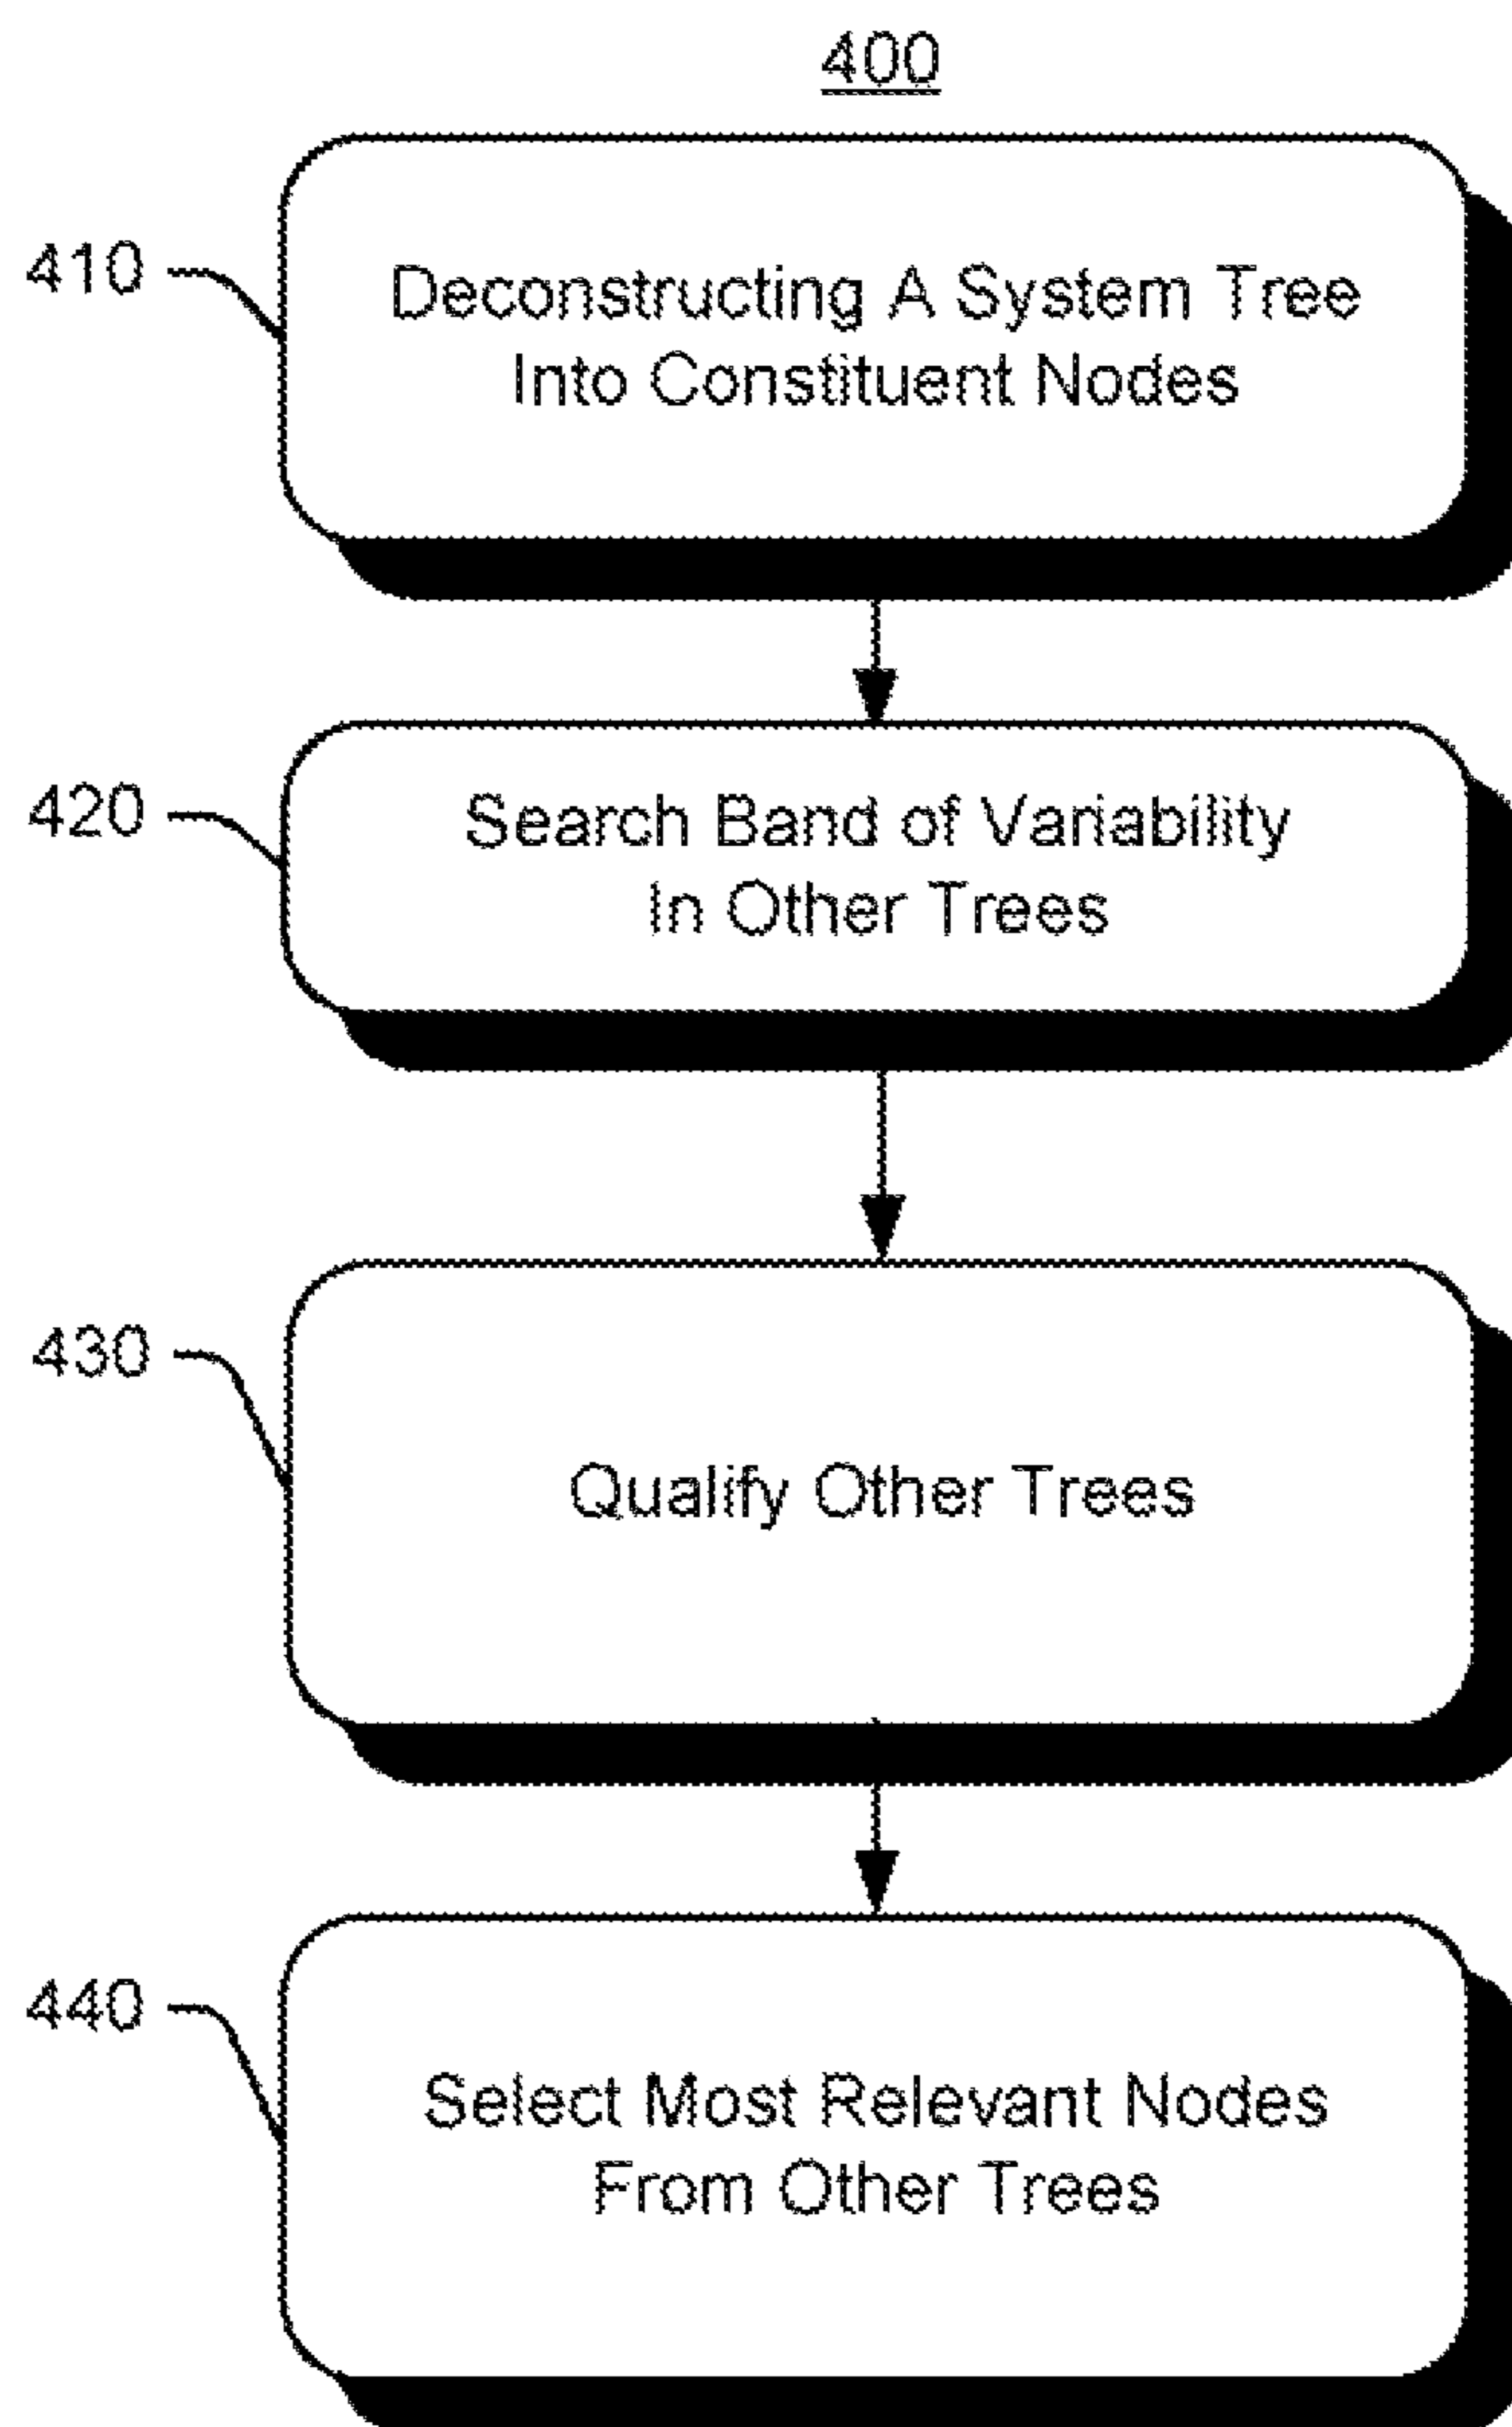 400
410
Deconstructing A System Tree
Into Constituent Nodes
420
Search Band of Variability
In Other Trees
430
Qualify Other Trees
440
Select Most Relevant Nodes
From Other Trees